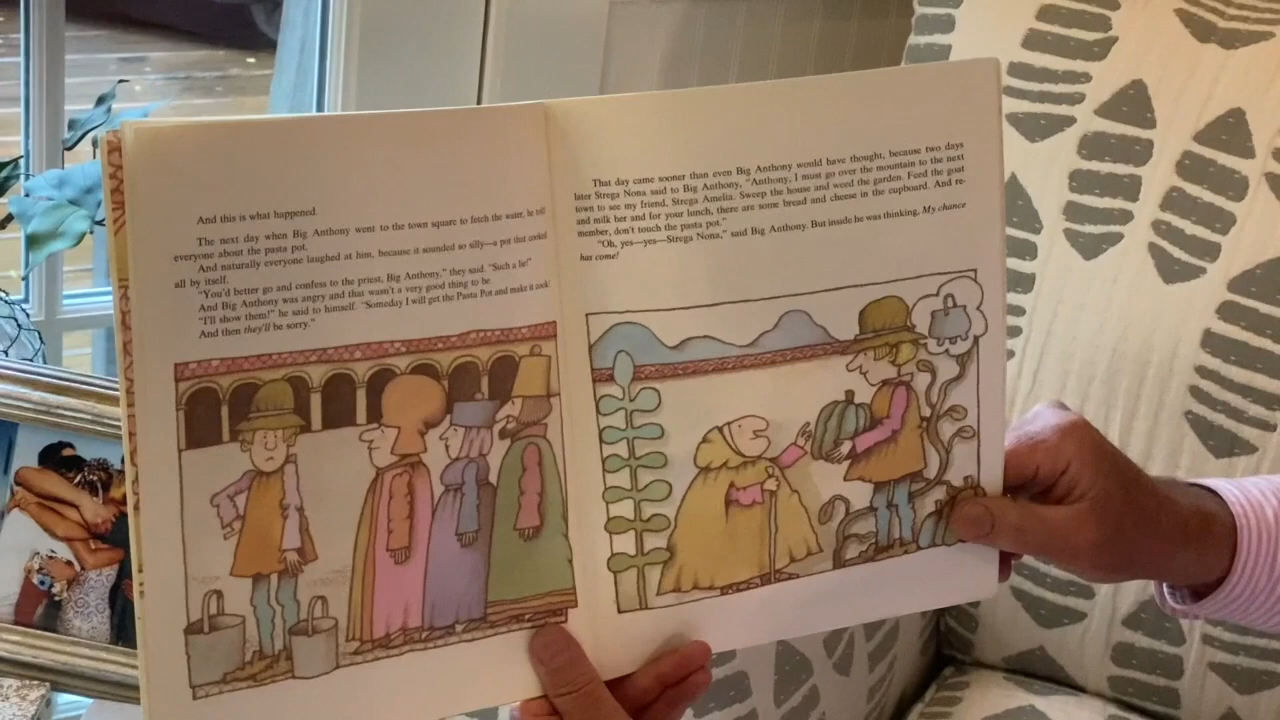 And this is what happened.
The next day when Big Anthony went to the town square to fetch the water, he told
everyone about the pasta pot.
And naturally everyone laughed at him, because it sounded so silly—a pot that cooked
all by itself.
"You'd better go and confess to the priest, Big Anthony," they said. "Such a lie!"
And Big Anthony was angry and that wasn't a very good thing to be.
"I'll show them!" he said to himself. "Someday I will get the Pasta Pot and make it cook!
And then they'll be sorry."
That day came sooner than even Big Anthony would have thought, because two days
later Strega Nona said to Big Anthony, "Anthony, I must go over the mountain to the next
town to see my friend, Strega Amelia. Sweep the house and weed the garden. Feed the goat
and milk her and for your lunch, there are some bread and cheese in the cupboard. And re-
member, don't touch the pasta pot."
"Oh, yes—yes—Strega Nona," said Big Anthony. But inside he was thinking, My chance
has come!